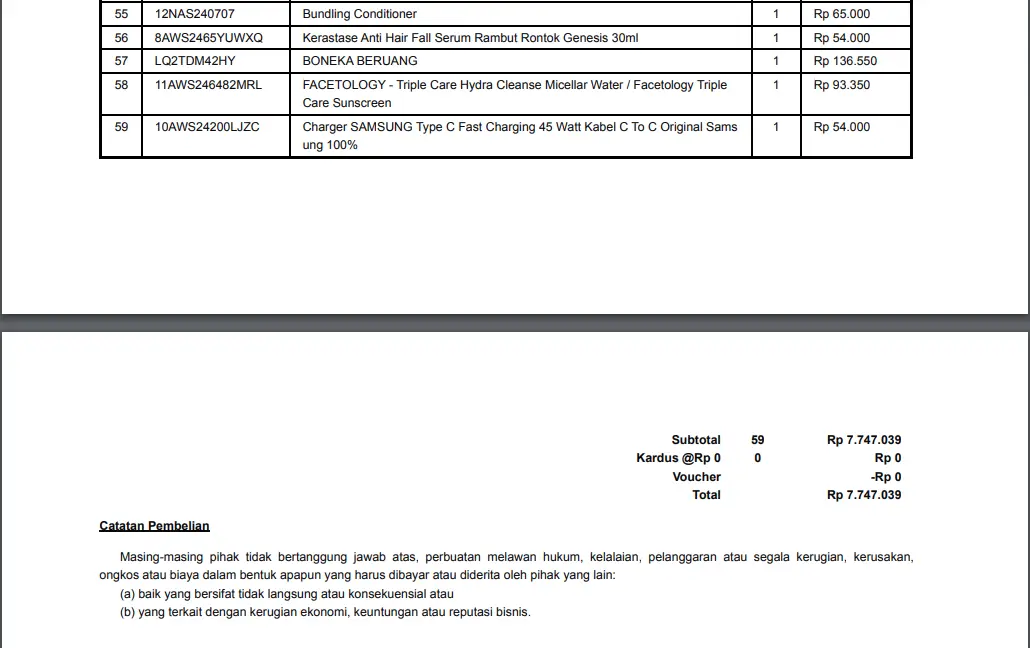 55 12NAS240707 Bundling Conditioner 1 Rp 65.000
56 8AWS2465YUWXQ Kerastase Anti Hair Fall Serum Rambut Rontok Genesis 30ml 1 Rp 54.000
57 LQ2TDM42HY BONEKA BERUANG 1 Rp 136.550
58 11AWS246482MRL FACETOLOGY - Triple Care Hydra Cleanse Micellar Water / Facetology Triple 1 Rp 93.350
Care Sunscreen
59 10AWS24200LJZC Charger SAMSUNG Type C Fast Charging 45 Watt Kabel C To C Original Sams 1 Rp 54.000
ung 100%
Subtotal 59 Rp 7.747.039
Kardus @Rp 0 0 Rp 0
Voucher -Rp 0
Total Rp 7.747.039
Catatan Pembelian
Masing-masing pihak tidak bertanggung jawab atas, perbuatan melawan hukum, kelalaian, pelanggaran atau segala kerugian, kerusakan,
ongkos atau biaya dalam bentuk apapun yang harus dibayar atau diderita oleh pihak yang lain:
(a) baik yang bersifat tidak langsung atau konsekuensial atau
(b) yang terkait dengan kerugian ekonomi, keuntungan atau reputasi bisnis.